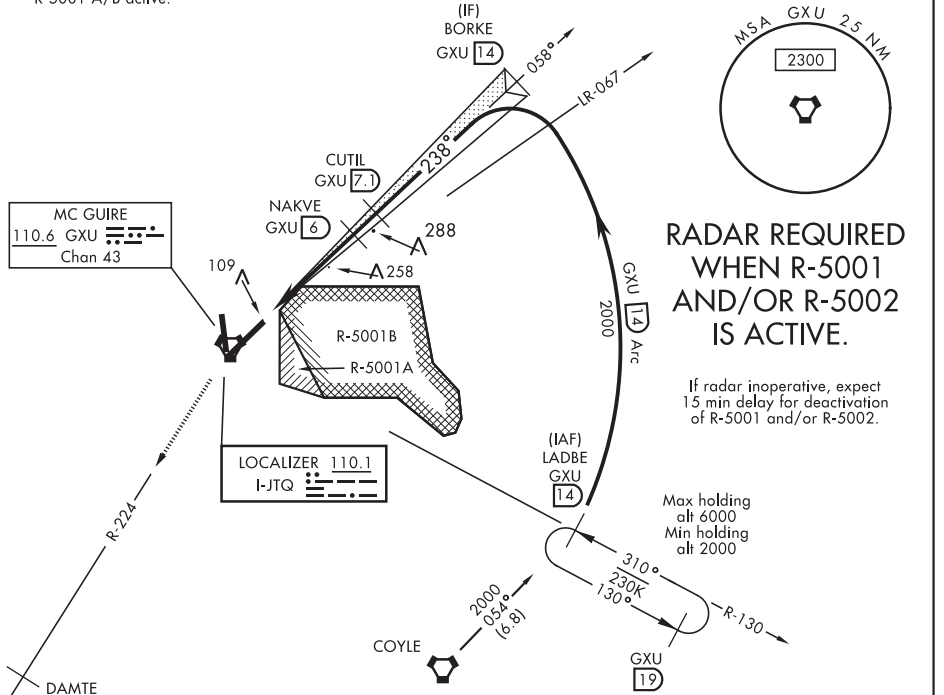 R-5001 A/B active.
(IF)
BORKE
GXU 14
058°
LR-067
MSA GXU 25 NM
2300
238°
CUTIL
GXU 7.1
NAKVE
GXU 6
288
258
MC GUIRE
110.6 GXU
Chan 43
109
R-5001B
R-5001A
GXU 14 Arc
2000
RADAR REQUIRED
WHEN R-5001
AND/OR R-5002
IS ACTIVE.
If radar inoperative, expect
15 min delay for deactivation
of R-5001 and/or R-5002.
LOCALIZER 110.1
I-JTQ
(IAF)
LADBE
GXU
14
Max holding
alt 6000
Min holding
alt 2000
R-224
310°
230K
130°
R-130
2000
054°
(6.8)
COYLE
GXU
19
DAMTE